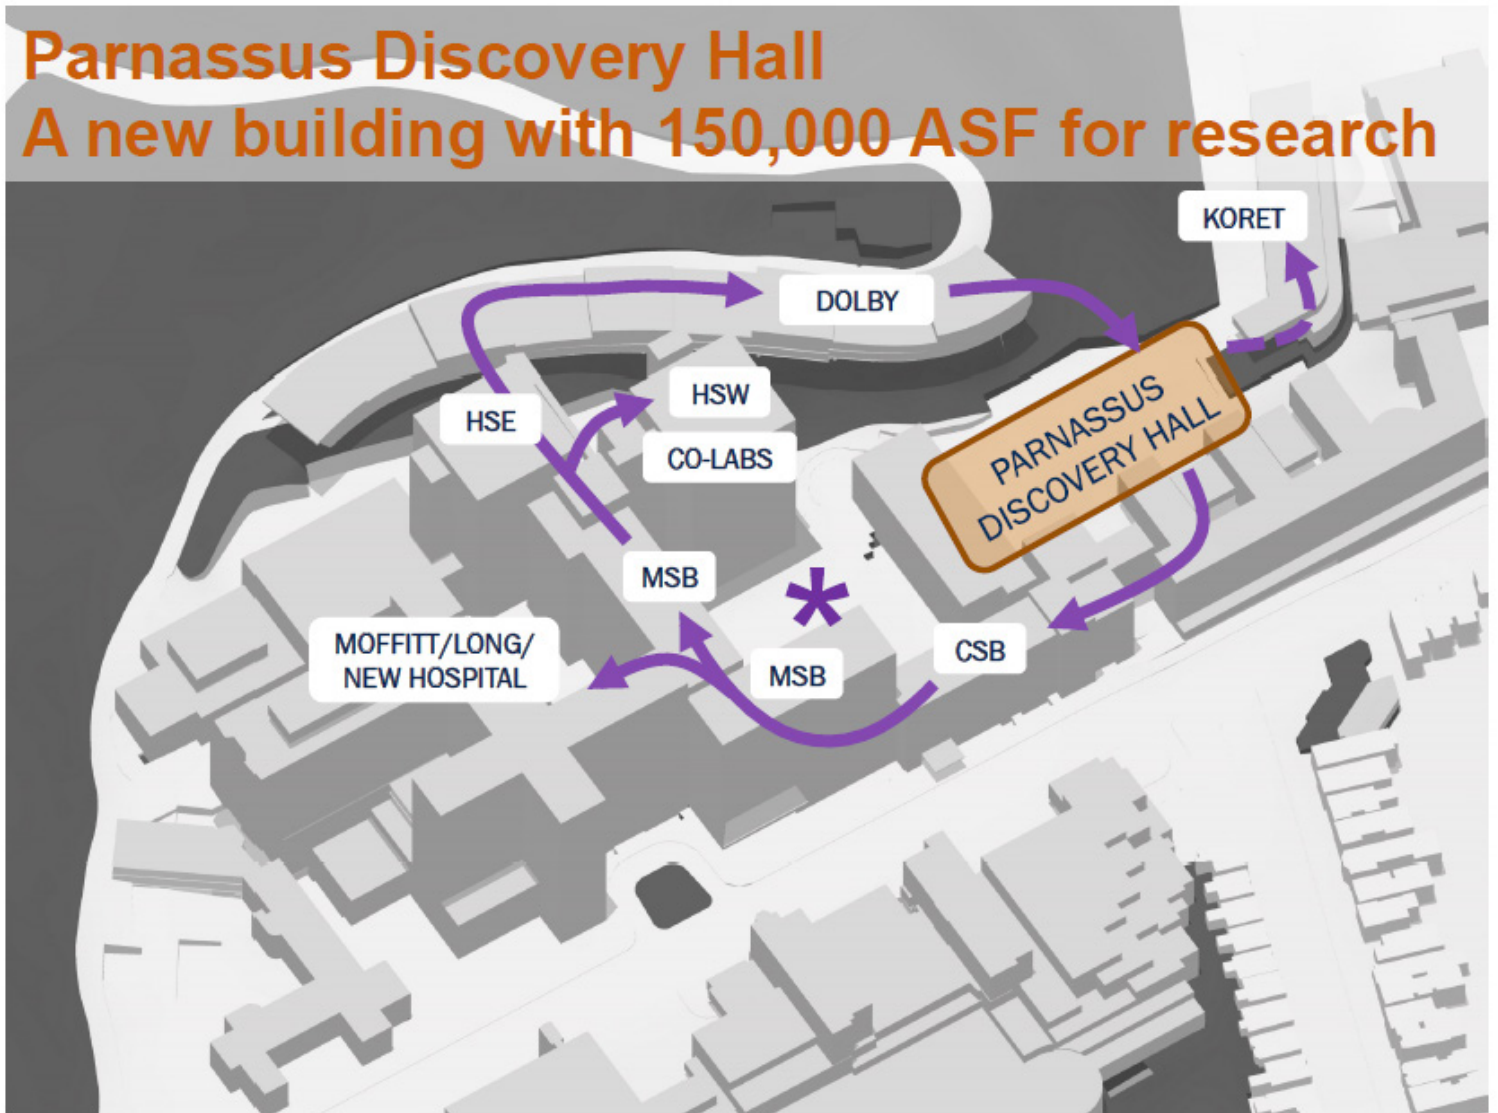 Parnassus Discovery Hall
A new building with 150,000 ASF for research
KORET
DOLBY
HSW
HSE
CO-LABS
PARNASSUS
DISCOVERY HALL
MSB
*
MOFFITT/LONG/
NEW HOSPITAL
MSB
CSB